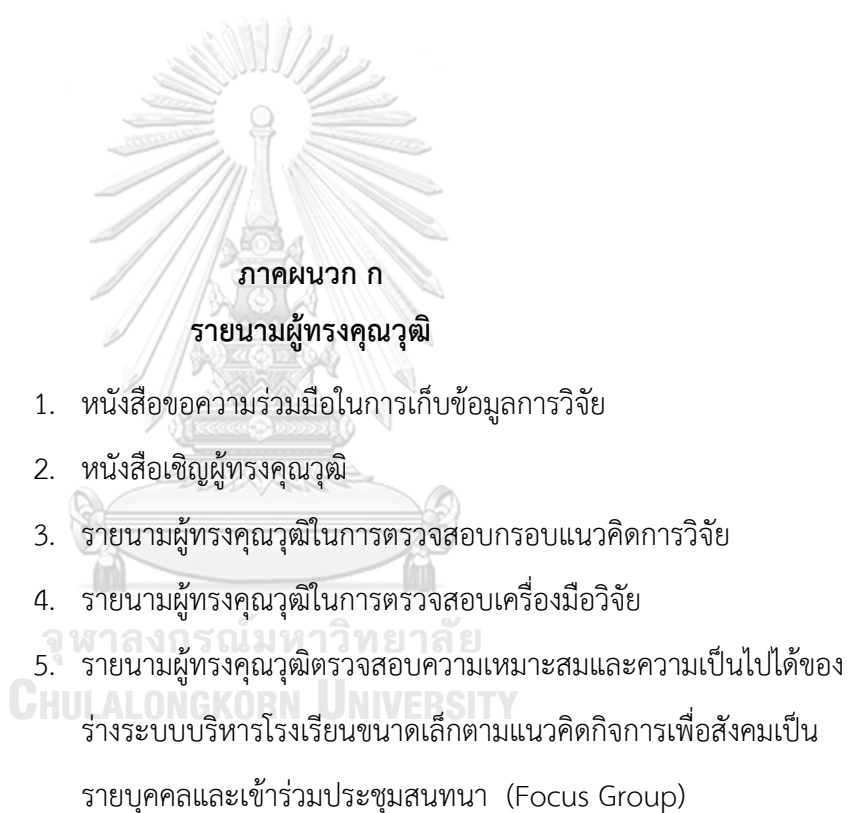 ภาคผนวก ก
รายนามผู้ทรงคุณวุฒิ
1. หนังสือขอความร่วมมือในการเก็บข้อมูลการวิจัย
2. หนังสือเชิญผู้ทรงคุณวุฒิ
3. รายนามผู้ทรงคุณวุฒิในการตรวจสอบกรอบแนวคิดการวิจัย
4. รายนามผู้ทรงคุณวุฒิในการตรวจสอบเครื่องมือวิจัย
จุฬาลงกรณ์มหาวิทยาลัย
5. รายนามผู้ทรงคุณวุฒิตรวจสอบความเหมาะสมและความเป็นไปได้ของ
CHULALONGKORN UNIVERSITY
ร่างระบบบริหารโรงเรียนขนาดเล็กตามแนวคิดกิจการเพื่อสังคมเป็น
รายบุคคลและเข้าร่วมประชุมสนทนา (Focus Group)